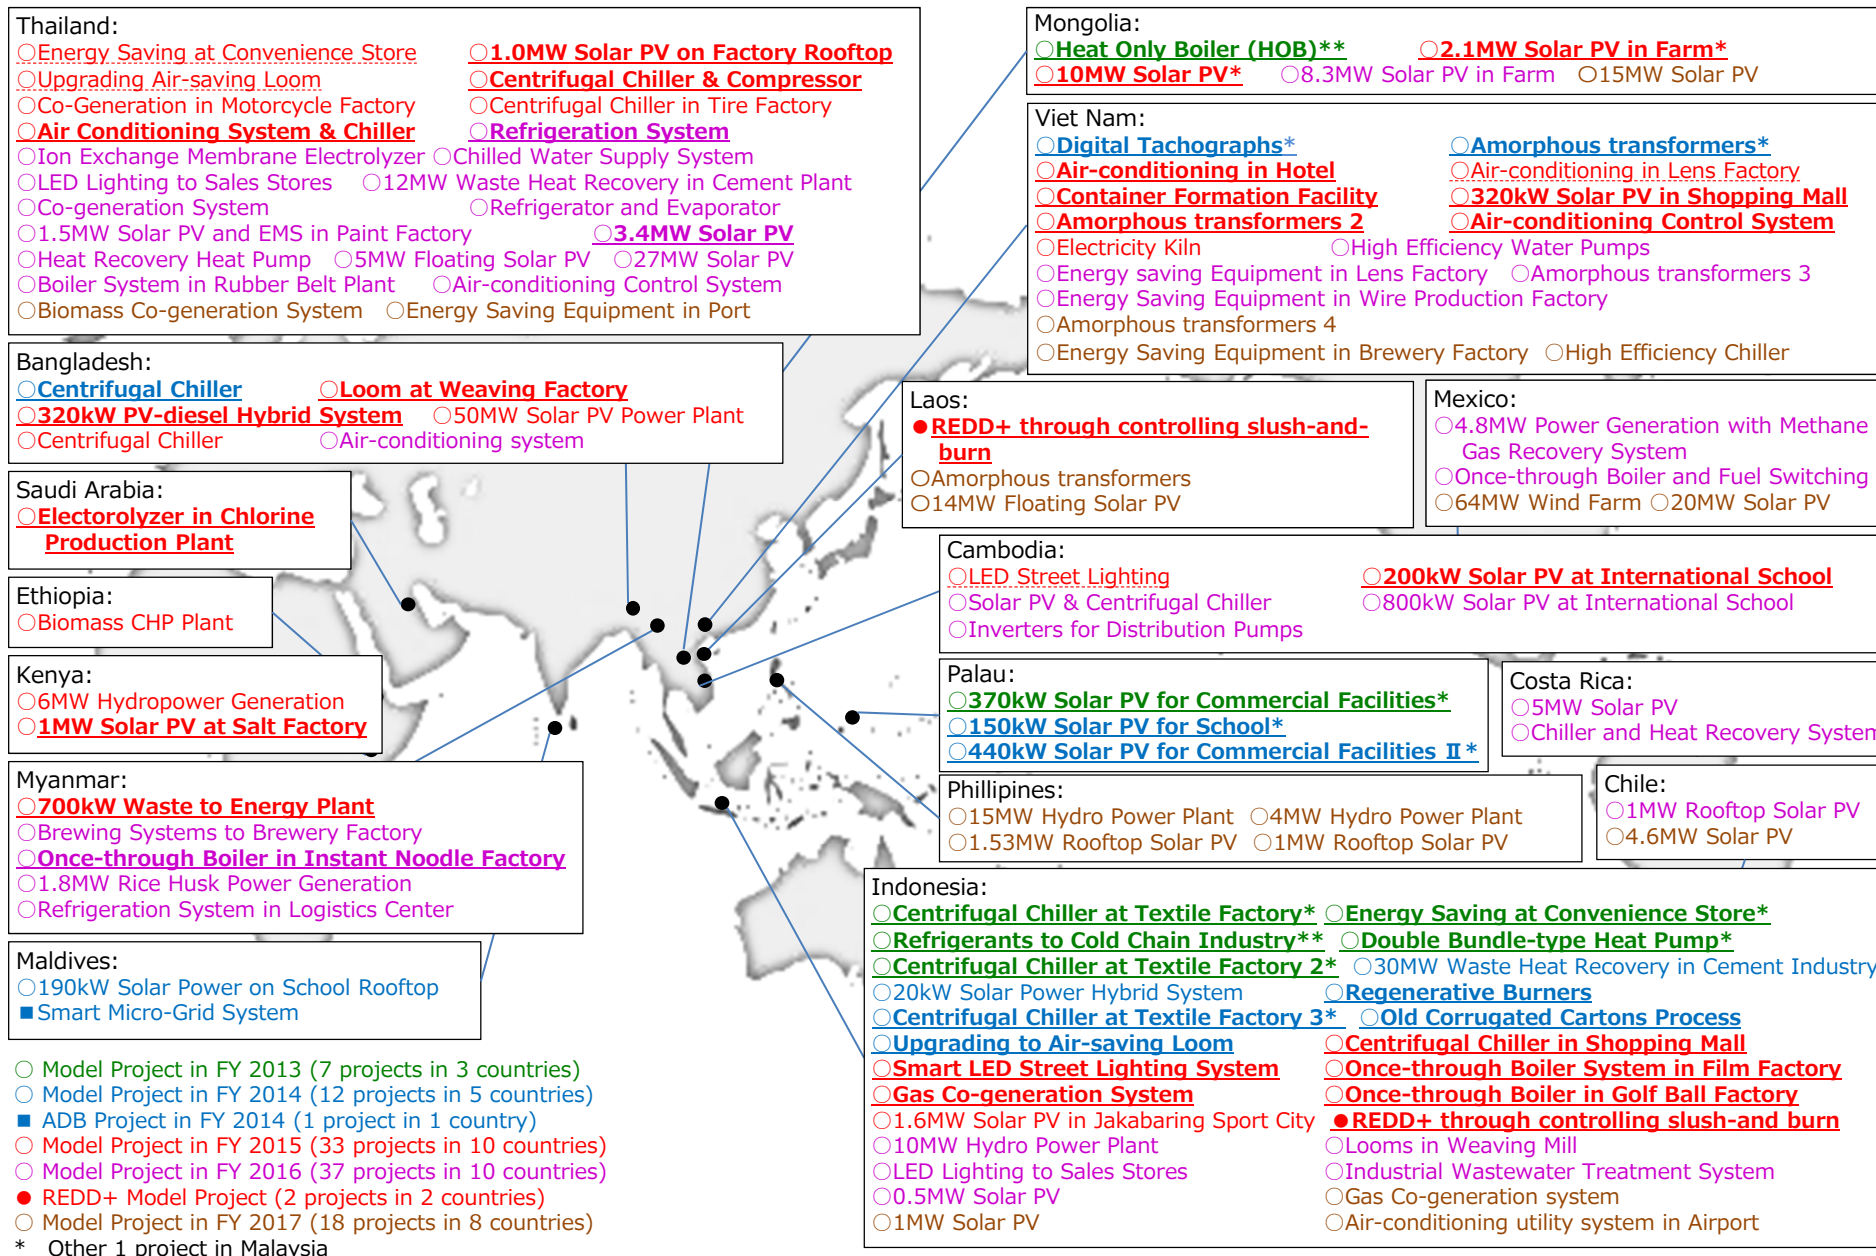 Thailand:
○Energy Saving at Convenience Store ○1.0MW Solar PV on Factory Rooftop
○Upgrading Air-saving Loom ○Centrifugal Chiller & Compressor
○Co-Generation in Motorcycle Factory ○Centrifugal Chiller in Tire Factory
○Air Conditioning System & Chiller ○Refrigeration System
○Ion Exchange Membrane Electrolyzer ○Chilled Water Supply System
○LED Lighting to Sales Stores ○12MW Waste Heat Recovery in Cement Plant
○Co-generation System ○Refrigerator and Evaporator
○1.5MW Solar PV and EMS in Paint Factory ○3.4MW Solar PV
○Heat Recovery Heat Pump ○5MW Floating Solar PV ○27MW Solar PV
○Boiler System in Rubber Belt Plant ○Air-conditioning Control System
○Biomass Co-generation System ○Energy Saving Equipment in Port
Mongolia:
○Heat Only Boiler (HOB)** ○2.1MW Solar PV in Farm*
○10MW Solar PV* ○8.3MW Solar PV in Farm ○15MW Solar PV
Viet Nam:
○Digital Tachographs* ○Amorphous transformers*
○Air-conditioning in Hotel ○Air-conditioning in Lens Factory
○Container Formation Facility ○320kW Solar PV in Shopping Mall
○Amorphous transformers 2 ○Air-conditioning Control System
○Electricity Kiln ○High Efficiency Water Pumps
○Energy saving Equipment in Lens Factory ○Amorphous transformers 3
○Energy Saving Equipment in Wire Production Factory
○Amorphous transformers 4
○Energy Saving Equipment in Brewery Factory ○High Efficiency Chiller
Bangladesh:
○Centrifugal Chiller ○Loom at Weaving Factory
○320kW PV-diesel Hybrid System ○50MW Solar PV Power Plant
○Centrifugal Chiller ○Air-conditioning system
Laos:
●REDD+ through controlling slush-and-
burn
○Amorphous transformers
○14MW Floating Solar PV
Mexico:
○4.8MW Power Generation with Methane
Gas Recovery System
○Once-through Boiler and Fuel Switching
○64MW Wind Farm ○20MW Solar PV
Saudi Arabia:
○Electorolyzer in Chlorine
Production Plant
Cambodia:
○LED Street Lighting ○200kW Solar PV at International School
○Solar PV & Centrifugal Chiller ○800kW Solar PV at International School
○Inverters for Distribution Pumps
Ethiopia:
○Biomass CHP Plant
Kenya:
○6MW Hydropower Generation
○1MW Solar PV at Salt Factory
Palau:
○370kW Solar PV for Commercial Facilities*
○150kW Solar PV for School*
○440kW Solar PV for Commercial Facilities Ⅱ*
Costa Rica:
○5MW Solar PV
○Chiller and Heat Recovery System
Myanmar:
○700kW Waste to Energy Plant
○Brewing Systems to Brewery Factory
○Once-through Boiler in Instant Noodle Factory
○1.8MW Rice Husk Power Generation
○Refrigeration System in Logistics Center
Phillipines:
○15MW Hydro Power Plant ○4MW Hydro Power Plant
○1.53MW Rooftop Solar PV ○1MW Rooftop Solar PV
Chile:
○1MW Rooftop Solar PV
○4.6MW Solar PV
Maldives:
○190kW Solar Power on School Rooftop
■Smart Micro-Grid System
Indonesia:
○Centrifugal Chiller at Textile Factory* ○Energy Saving at Convenience Store*
○Refrigerants to Cold Chain Industry** ○Double Bundle-type Heat Pump*
○Centrifugal Chiller at Textile Factory 2* ○30MW Waste Heat Recovery in Cement Industry
○20kW Solar Power Hybrid System ○Regenerative Burners
○Centrifugal Chiller at Textile Factory 3* ○Old Corrugated Cartons Process
○Upgrading to Air-saving Loom ○Centrifugal Chiller in Shopping Mall
○Smart LED Street Lighting System ○Once-through Boiler System in Film Factory
○Gas Co-generation System ○Once-through Boiler in Golf Ball Factory
○1.6MW Solar PV in Jakabaring Sport City ●REDD+ through controlling slush-and burn
○10MW Hydro Power Plant ○Looms in Weaving Mill
○LED Lighting to Sales Stores ○Industrial Wastewater Treatment System
○0.5MW Solar PV ○Gas Co-generation system
○1MW Solar PV ○Air-conditioning utility system in Airport
○ Model Project in FY 2013 (7 projects in 3 countries)
○ Model Project in FY 2014 (12 projects in 5 countries)
■ ADB Project in FY 2014 (1 project in 1 country)
○ Model Project in FY 2015 (33 projects in 10 countries)
○ Model Project in FY 2016 (37 projects in 10 countries)
● REDD+ Model Project (2 projects in 2 countries)
○ Model Project in FY 2017 (18 projects in 8 countries)
* Other 1 project in Malaysia